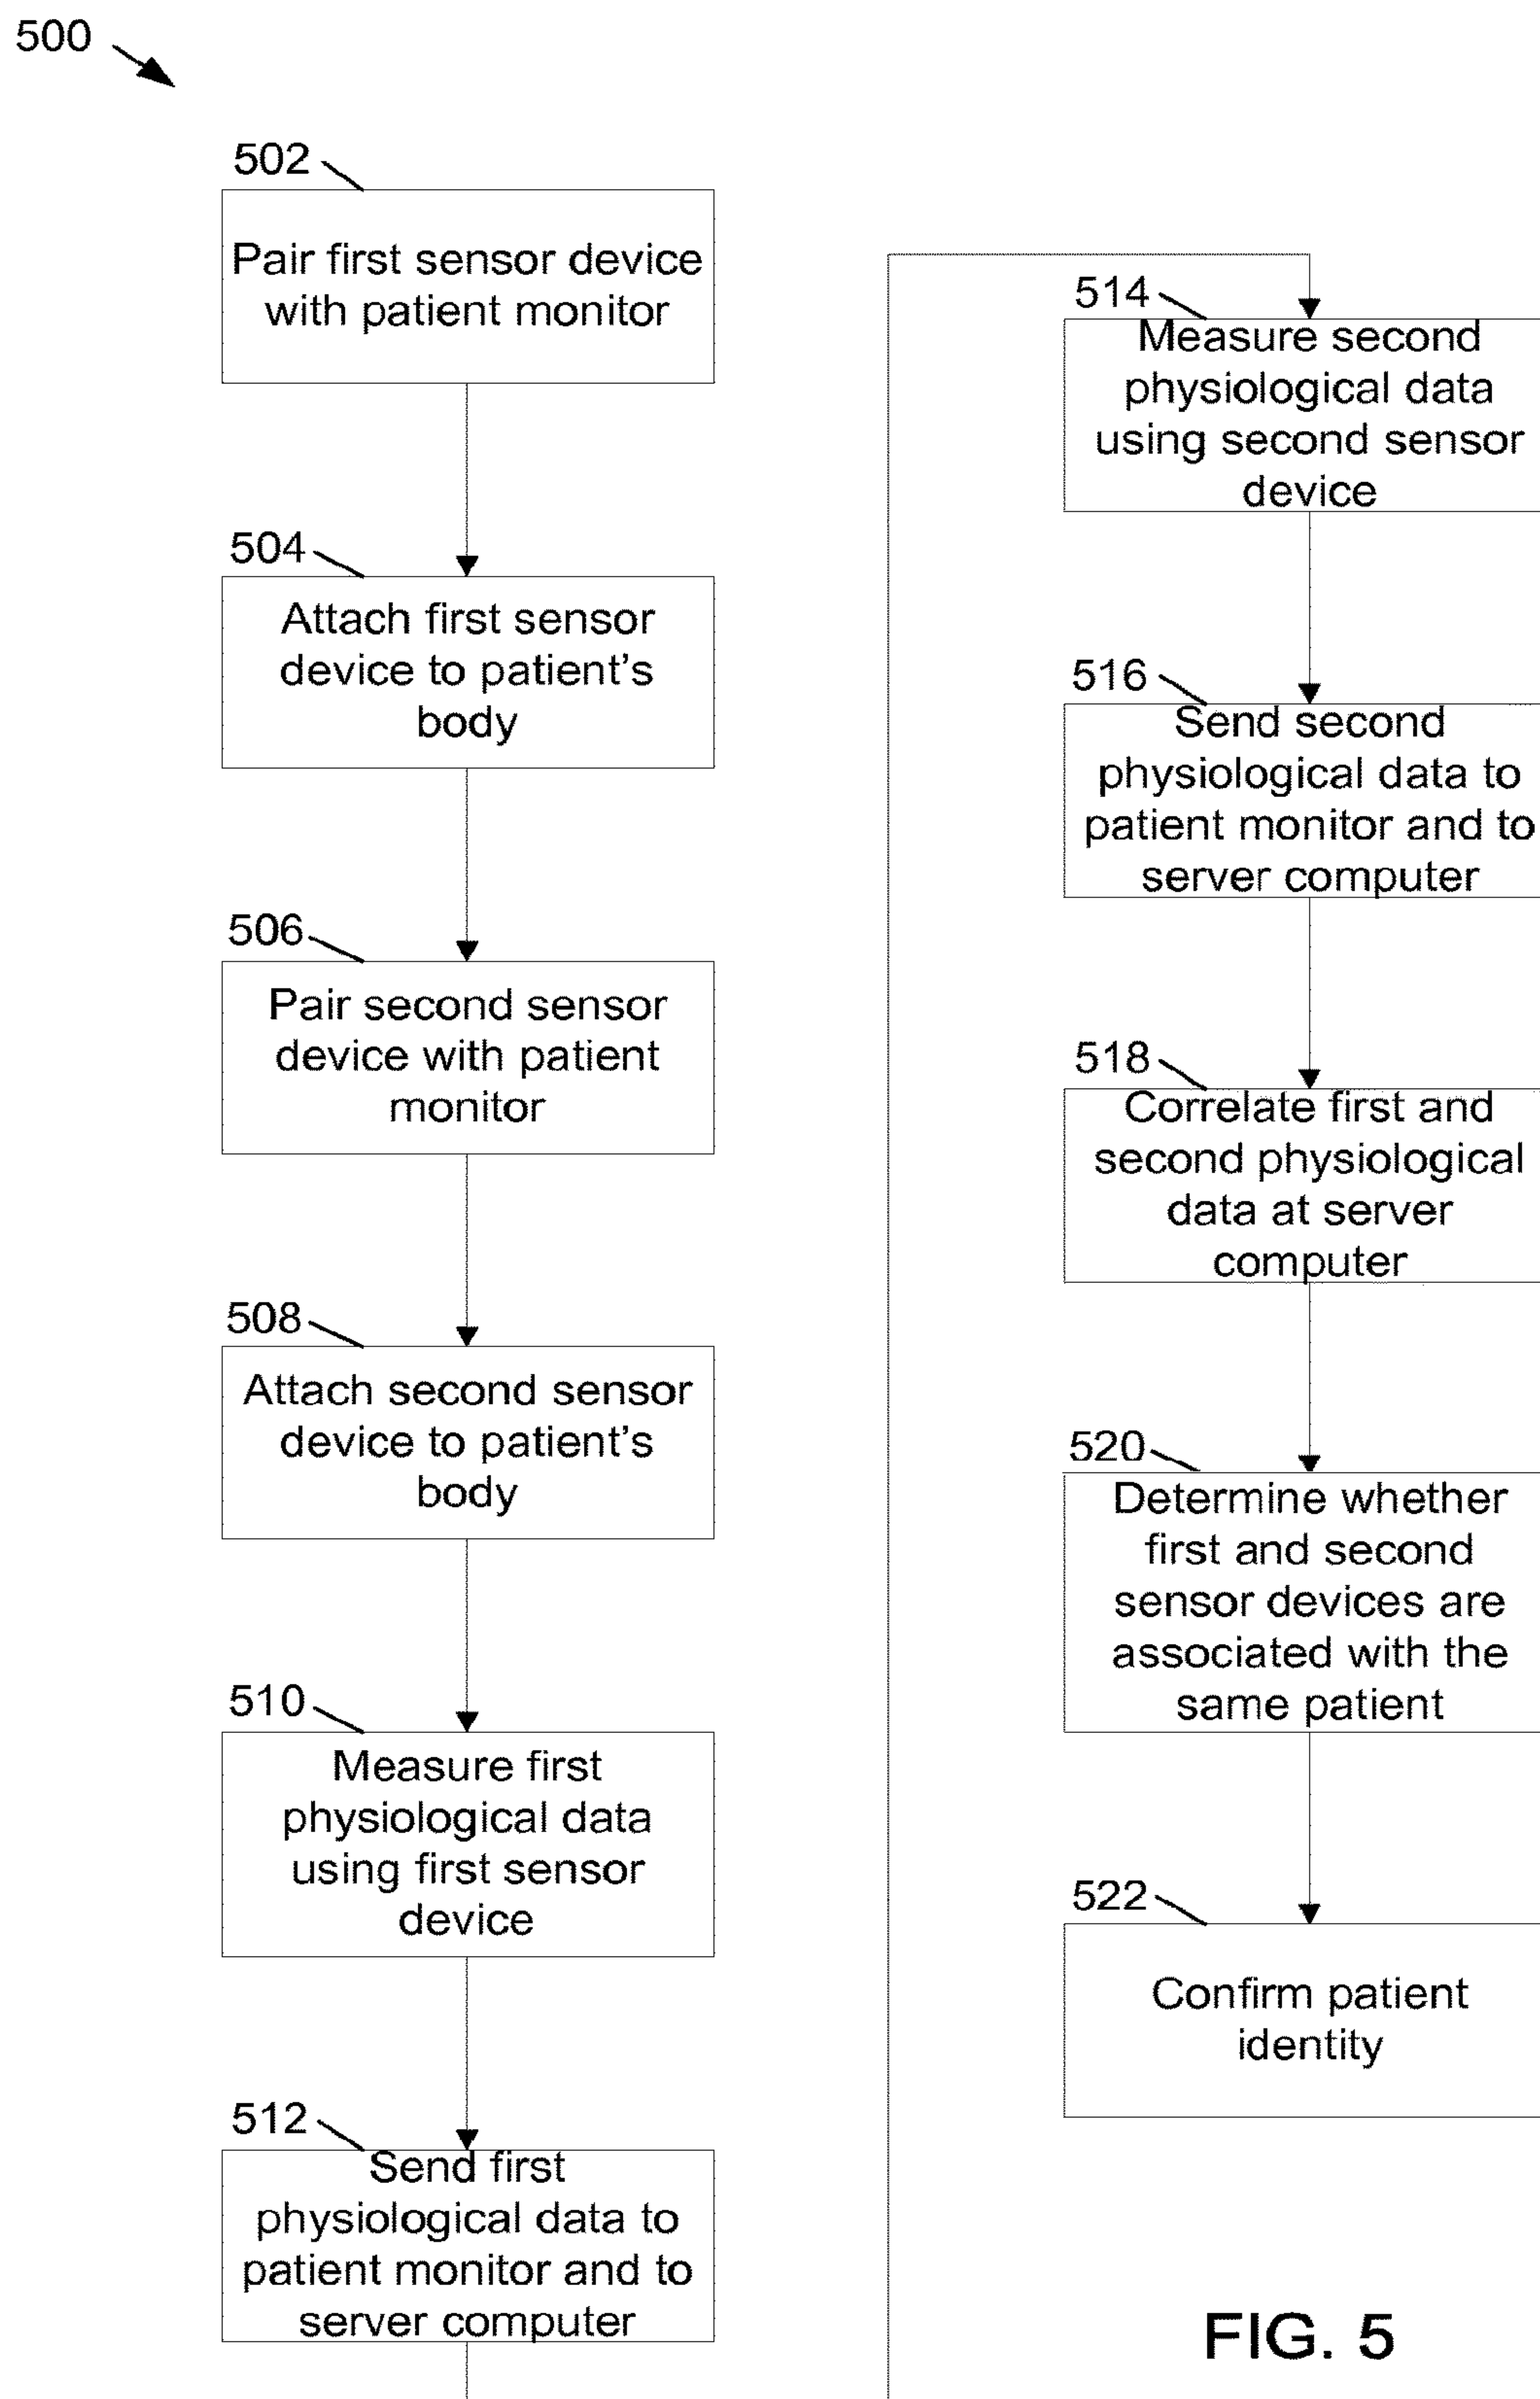 500
502
Pair first sensor device
with patient monitor
504
Attach first sensor
device to patient's
body
506
Pair second sensor
device with patient
monitor
508
Attach second sensor
device to patient's
body
510
Measure first
physiological data
using first sensor
device
512
Send first
physiological data to
patient monitor and to
server computer
514
Measure second
physiological data
using second sensor
device
516
Send second
physiological data to
patient monitor and to
server computer
518
Correlate first and
second physiological
data at server
computer
520
Determine whether
first and second
sensor devices are
associated with the
same patient
522
Confirm patient
identity
FIG. 5